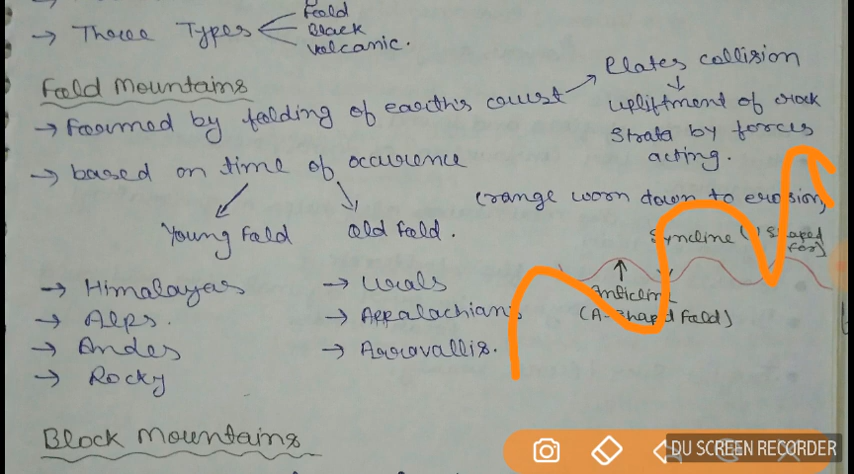 → Three Types
Fold
Block
Volcanic.
Fold Mountains
→ Formed by folding of earth's crust
Plates collision
↓
upliftment of rock
strata by forces
acting.
→ based on time of occurence
Young Fold
old fold.
(range worn down to erosion)
→ Himalayas
→ Alps.
→ Andes
→ Rocky
→ Urals
→ Appalachians
→ Aravallis.
Syncline (
Shaped
for)
Anticline
(A-Shaped Fold)
Block Mountains
DU SCREEN RECORDER